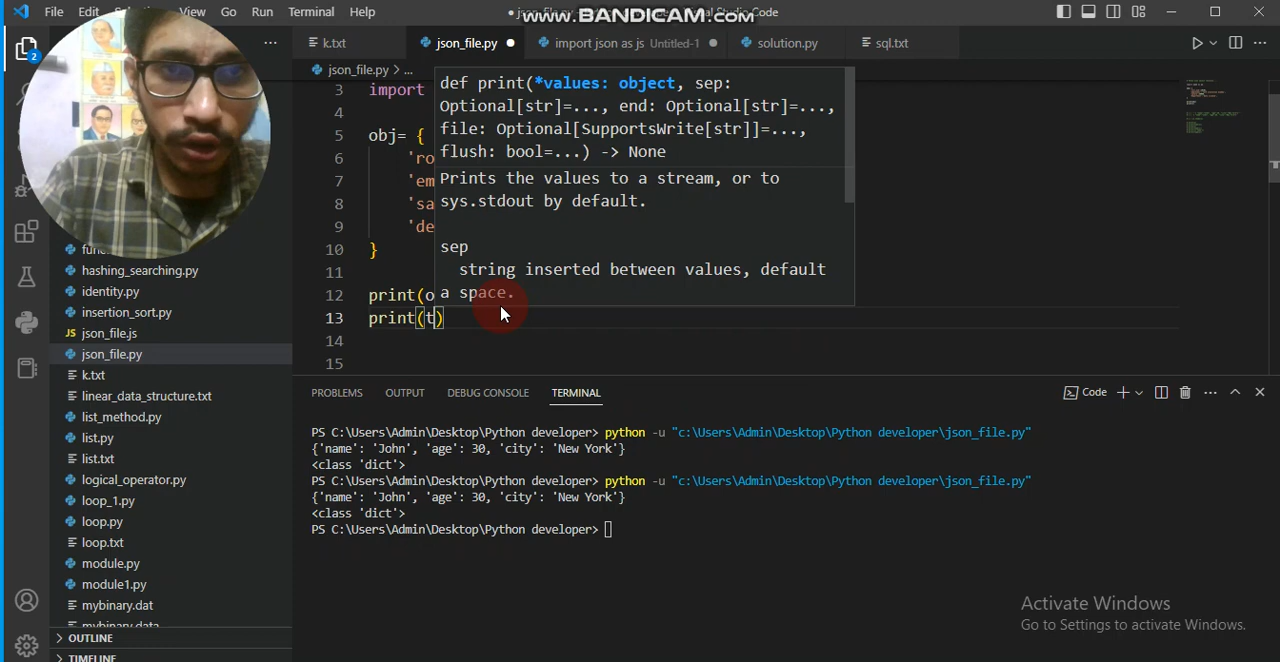 File Edit View Go Run Terminal Help
Code
www.BANDICAM.com
k.txt
json_file.py
import json as js Untitled-1
solution.py
sql.txt
json_file.py > ...
2
def print(*values: object, sep:
Optional[str]=..., end: Optional[str]=...,
file: Optional[SupportsWrite[str]]=...,
flush: bool=...) -> None
Prints the values to a stream, or to
sys.stdout by default.
sep
string inserted between values, default
a space.
3 import
4
5 obj= {
6 'ro
7 'em
8 'sa
9 'de
10 }
11
12 print(o
13 print(t)
14
15
hashing_searching.py
identity.py
insertion_sort.py
JS json_file.js
json_file.py
k.txt
linear_data_structure.txt
list_method.py
list.py
list.txt
logical_operator.py
loop_1.py
loop.py
loop.txt
module.py
module1.py
mybinary.dat
mybinary.data
OUTLINE
TIMELINE
PROBLEMS OUTPUT DEBUG CONSOLE TERMINAL
Code
PS C:\Users\Admin\Desktop\Python developer> python -u "c:\Users\Admin\Desktop\Python developer\json_file.py"
{'name': 'John', 'age': 30, 'city': 'New York'}
<class 'dict'>
PS C:\Users\Admin\Desktop\Python developer> python -u "c:\Users\Admin\Desktop\Python developer\json_file.py"
{'name': 'John', 'age': 30, 'city': 'New York'}
<class 'dict'>
PS C:\Users\Admin\Desktop\Python developer>
Activate Windows
Go to Settings to activate Windows.